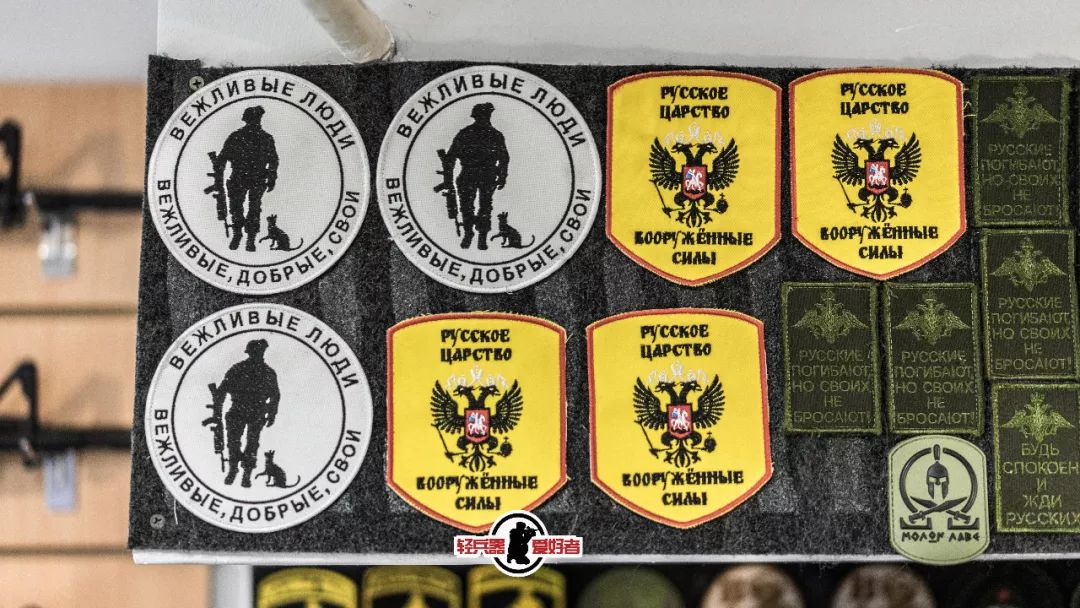 ВЕЖЛИВЫЕ ЛЮДИ
ВЕЖЛИВЫЕ, ДОБРЫЕ, СВОИ
ВЕЖЛИВЫЕ ЛЮДИ
ВЕЖЛИВЫЕ, ДОБРЫЕ, СВОИ
РУССКОЕ
ЦАРСТВО
ВООРУЖЁННЫЕ
СИЛЫ
РУССКОЕ
ЦАРСТВО
ВООРУЖЁННЫЕ
СИЛЫ
РУССКИЕ
ПОГИБАЮТ,
НО СВОИХ
НЕ
БРОСАЮТ!
ВЕЖЛИВЫЕ ЛЮДИ
ВЕЖЛИВЫЕ, ДОБРЫЕ, СВОИ
РУССКОЕ
ЦАРСТВО
ВООРУЖЁННЫЕ
СИЛЫ
РУССКОЕ
ЦАРСТВО
ВООРУЖЁННЫЕ
СИЛЫ
РУССКИЕ
ПОГИБАЮТ,
НО СВОИХ
НЕ
БРОСАЮТ!
РУССКИЕ
ПОГИБАЮТ,
НО СВОИХ
НЕ
БРОСАЮТ!
РУССКИЕ
ПОГИБАЮТ,
НО СВОИХ
НЕ
БРОСАЮТ!
МОЛОН ЛАВЕ
БУДЬ
СПОКОЕН
И
ЖДИ
РУССКИХ
轻兵器 爱好者